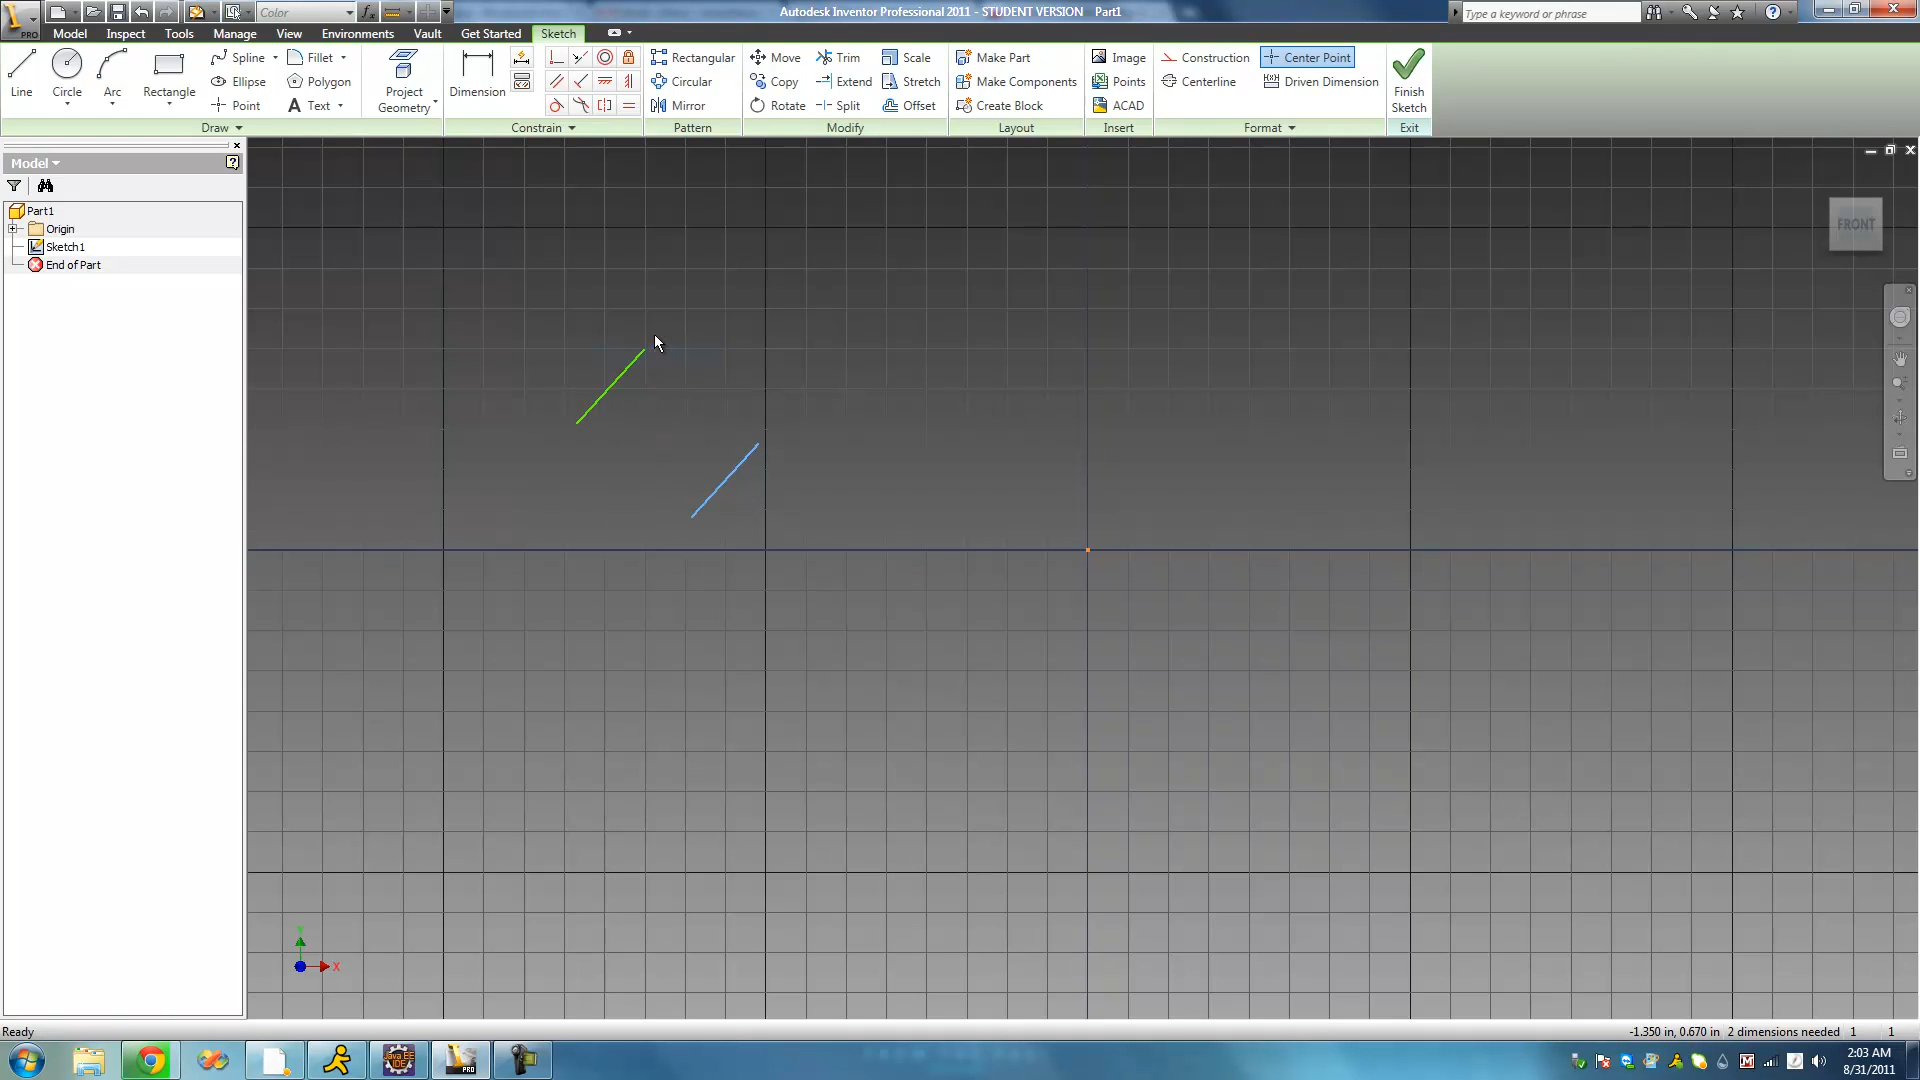 Color
Autodesk Inventor Professional 2011 - STUDENT VERSION Part1
Type a keyword or phrase
PRO
Model Inspect Tools Manage View Environments Vault Get Started Sketch
Line Circle Arc Rectangle Spline Ellipse Point Fillet Polygon Text Project Geometry Dimension Rectangular Circular Mirror Move Copy Rotate Trim Extend Split Scale Stretch Offset Make Part Make Components Create Block Image Points ACAD Construction Centerline Center Point Driven Dimension Finish Sketch
Draw Constrain Pattern Modify Layout Insert Format Exit
Model
Part1
Origin
Sketch1
End of Part
FRONT
Y
X
Ready
-1.350 in, 0.670 in 2 dimensions needed 1 1
Java EE
IDE
PRO
2:03 AM
8/31/2011